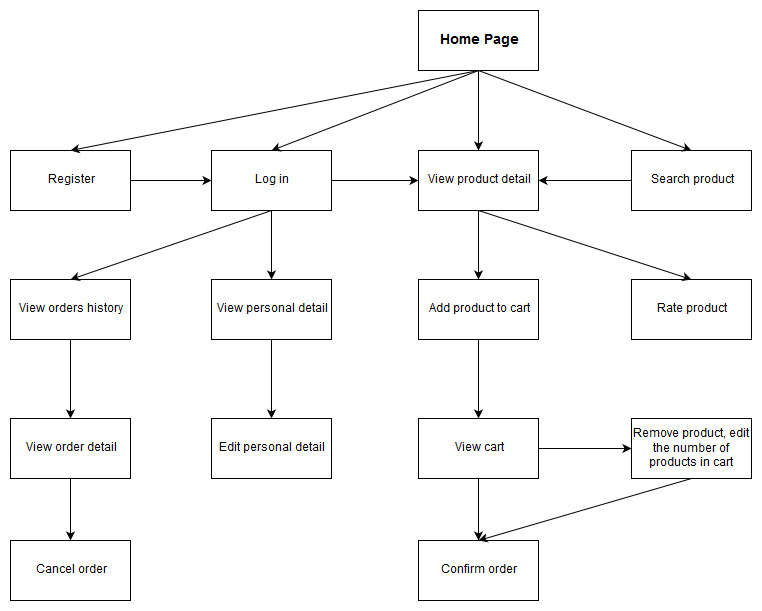 Home Page
Register
Log in
View product detail
Search product
View orders history
View personal detail
Add product to cart
Rate product
View order detail
Edit personal detail
View cart
Remove product, edit
the number of
products in cart
Cancel order
Confirm order